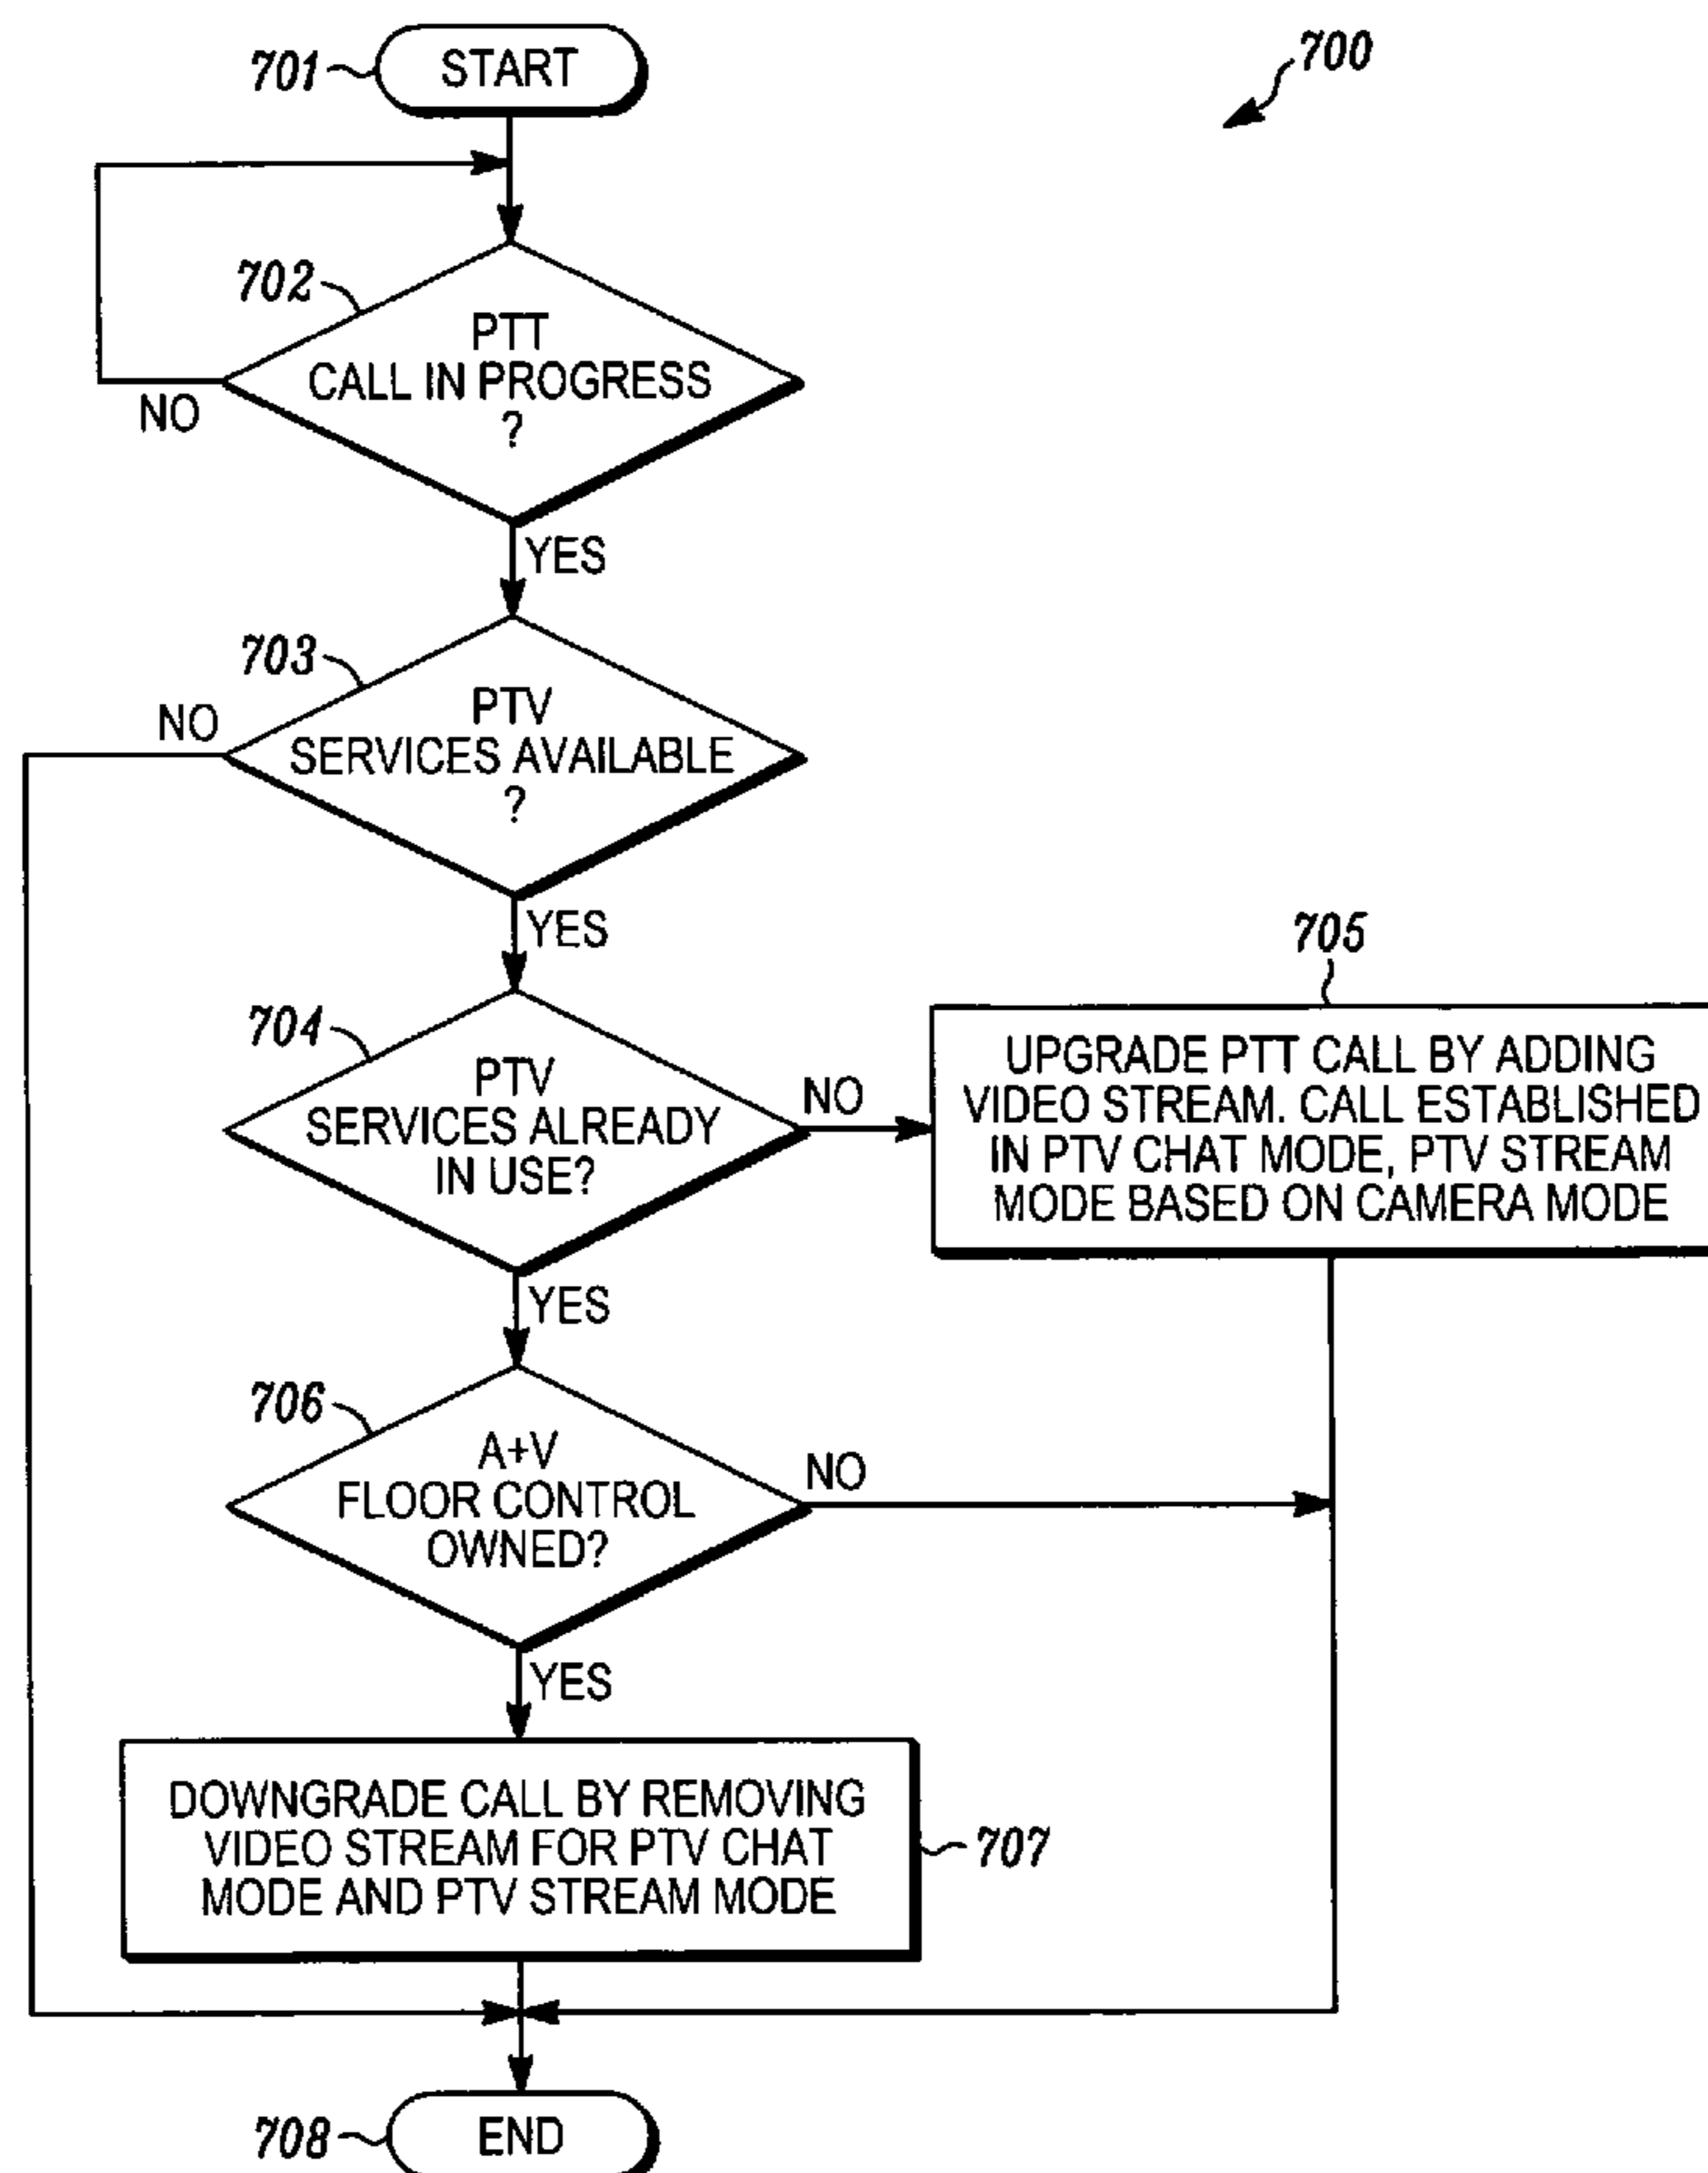 700
701
START
702
PTT
CALL IN PROGRESS
?
NO
YES
703
NO
PTV
SERVICES AVAILABLE
?
YES
704
PTV
SERVICES ALREADY
IN USE?
NO
705
UPGRADE PTT CALL BY ADDING
VIDEO STREAM. CALL ESTABLISHED
IN PTV CHAT MODE, PTV STREAM
MODE BASED ON CAMERA MODE
YES
706
A+V
FLOOR CONTROL
OWNED?
NO
YES
DOWNGRADE CALL BY REMOVING
VIDEO STREAM FOR PTV CHAT
MODE AND PTV STREAM MODE
707
708
END